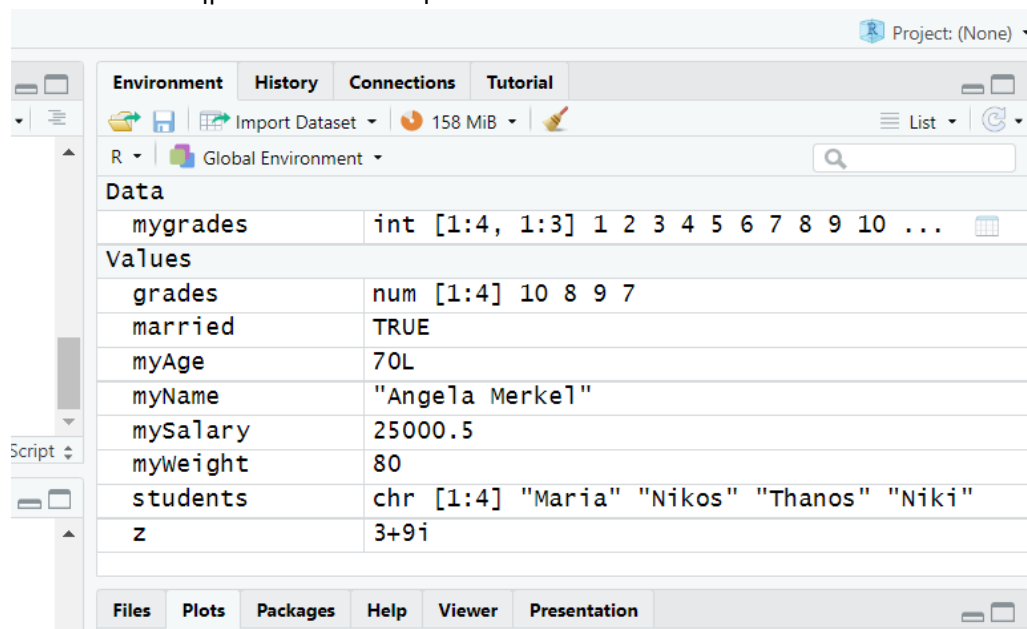 Project: (None)
Environment History Connections Tutorial
Import Dataset 158 MiB List
R Global Environment
Data
mygrades int [1:4, 1:3] 1 2 3 4 5 6 7 8 9 10 ...
Values
grades num [1:4] 10 8 9 7
married TRUE
myAge 70L
myName "Angela Merkel"
mySalary 25000.5
Script
myWeight 80
students chr [1:4] "Maria" "Nikos" "Thanos" "Niki"
z 3+9i
Files Plots Packages Help Viewer Presentation